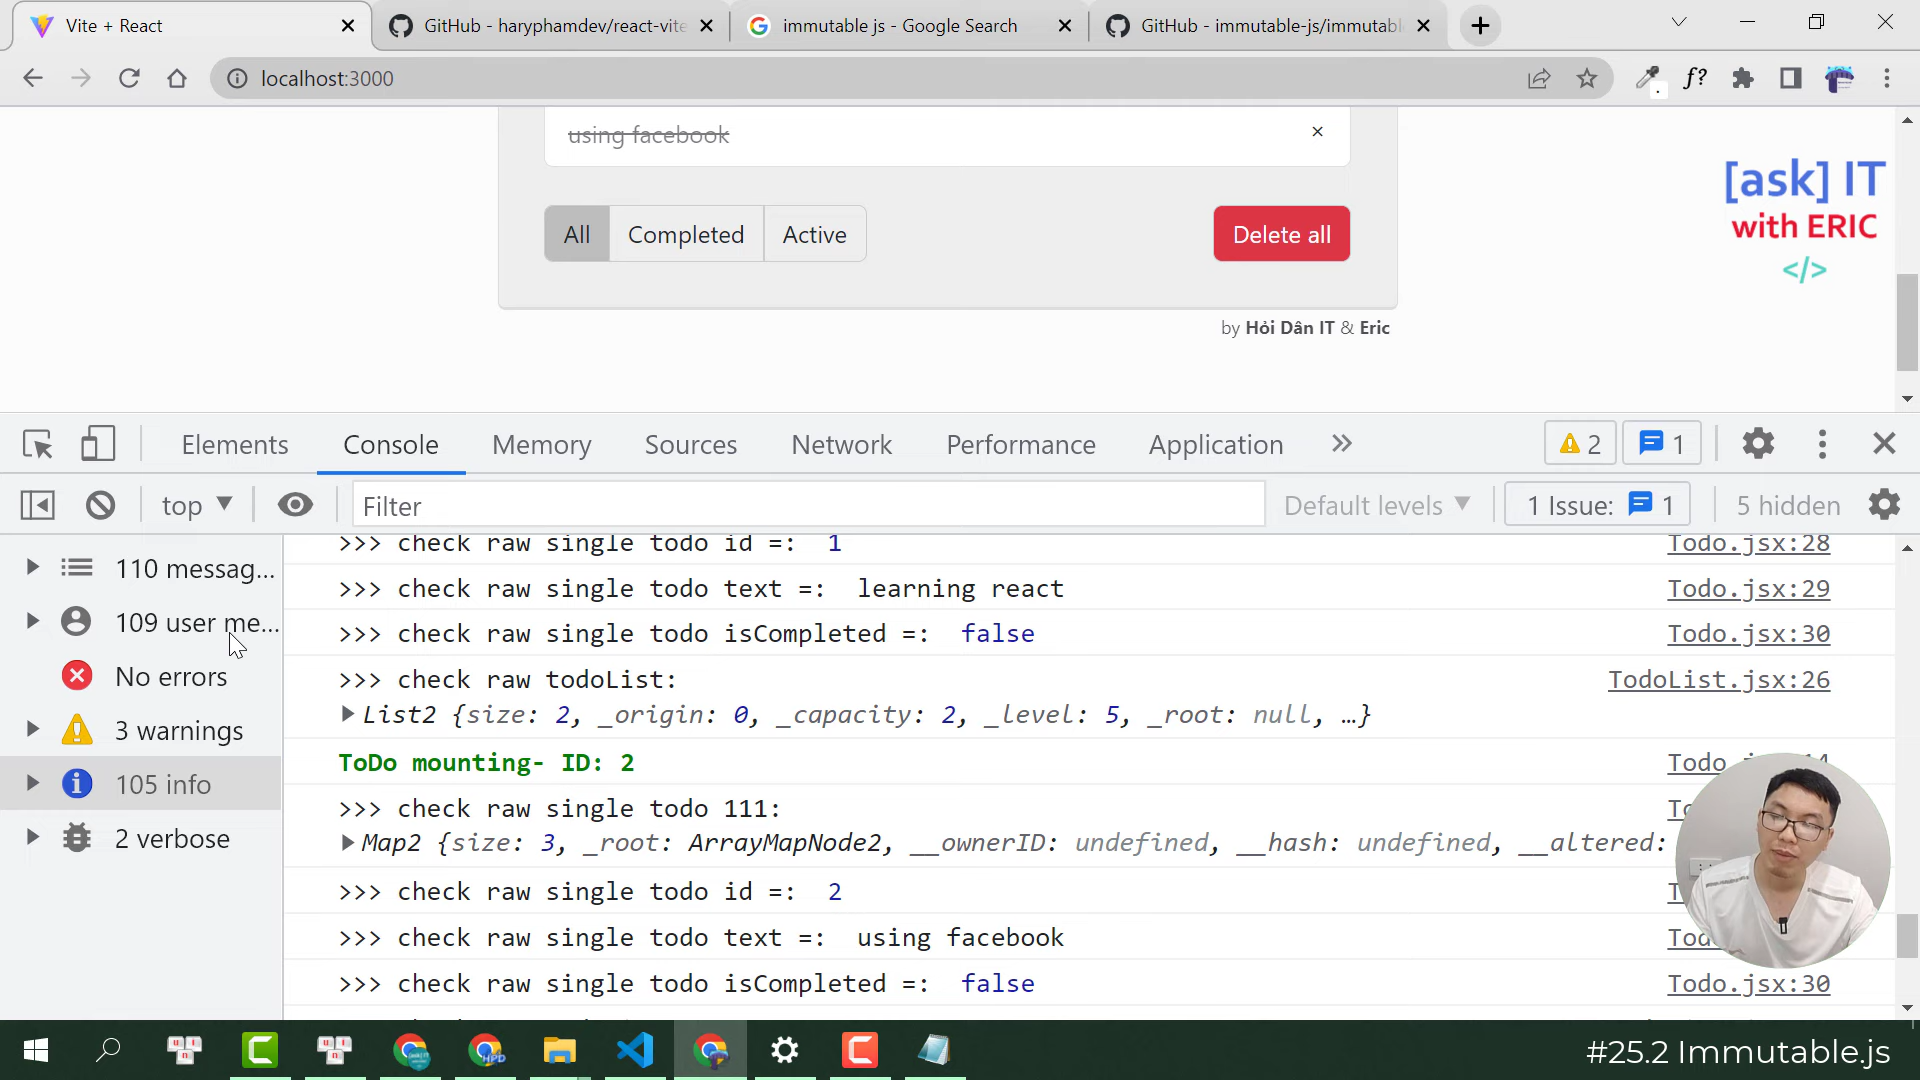 Vite + React
GitHub - haryphamdev/react-vite
immutable js - Google Search
GitHub - immutable-js/immutabl
localhost:3000
f?
using facebook
[ask] IT
with ERIC
</>
All
Completed
Active
Delete all
by Hỏi Dân IT & Eric
Elements
Console
Memory
Sources
Network
Performance
Application
2
1
top
Filter
Default levels
1 Issue: 1
5 hidden
110 messag...
109 user me...
No errors
3 warnings
105 info
2 verbose
>>> check raw single todo id =: 1 Todo.jsx:28
>>> check raw single todo text =: learning react Todo.jsx:29
>>> check raw single todo isCompleted =: false Todo.jsx:30
>>> check raw todoList: TodoList.jsx:26
List2 {size: 2, _origin: 0, _capacity: 2, _level: 5, _root: null, …}
ToDo mounting- ID: 2
>>> check raw single todo 111:
Map2 {size: 3, _root: ArrayMapNode2, __ownerID: undefined, __hash: undefined, __altered:
>>> check raw single todo id =: 2
>>> check raw single todo text =: using facebook
>>> check raw single todo isCompleted =: false Todo.jsx:30
#25.2 Immutable.js